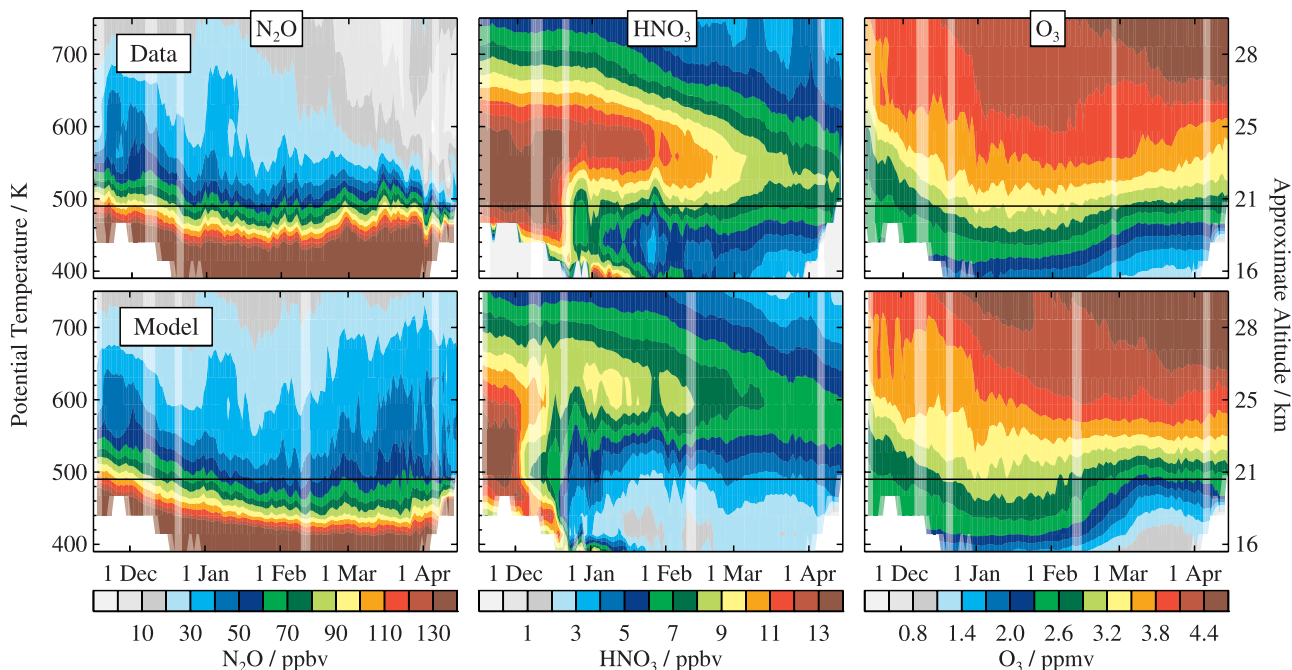 N₂O HNO₃ O₃
Data
Model
Potential Temperature / K
700
600
500
400
700
600
500
400
28
25
21
16
28
25
21
16
Approximate Altitude / km
1 Dec 1 Jan 1 Feb 1 Mar 1 Apr
1 Dec 1 Jan 1 Feb 1 Mar 1 Apr
1 Dec 1 Jan 1 Feb 1 Mar 1 Apr
10 30 50 70 90 110 130
N₂O / ppbv
1 3 5 7 9 11 13
HNO₃ / ppbv
0.8 1.4 2.0 2.6 3.2 3.8 4.4
O₃ / ppmv